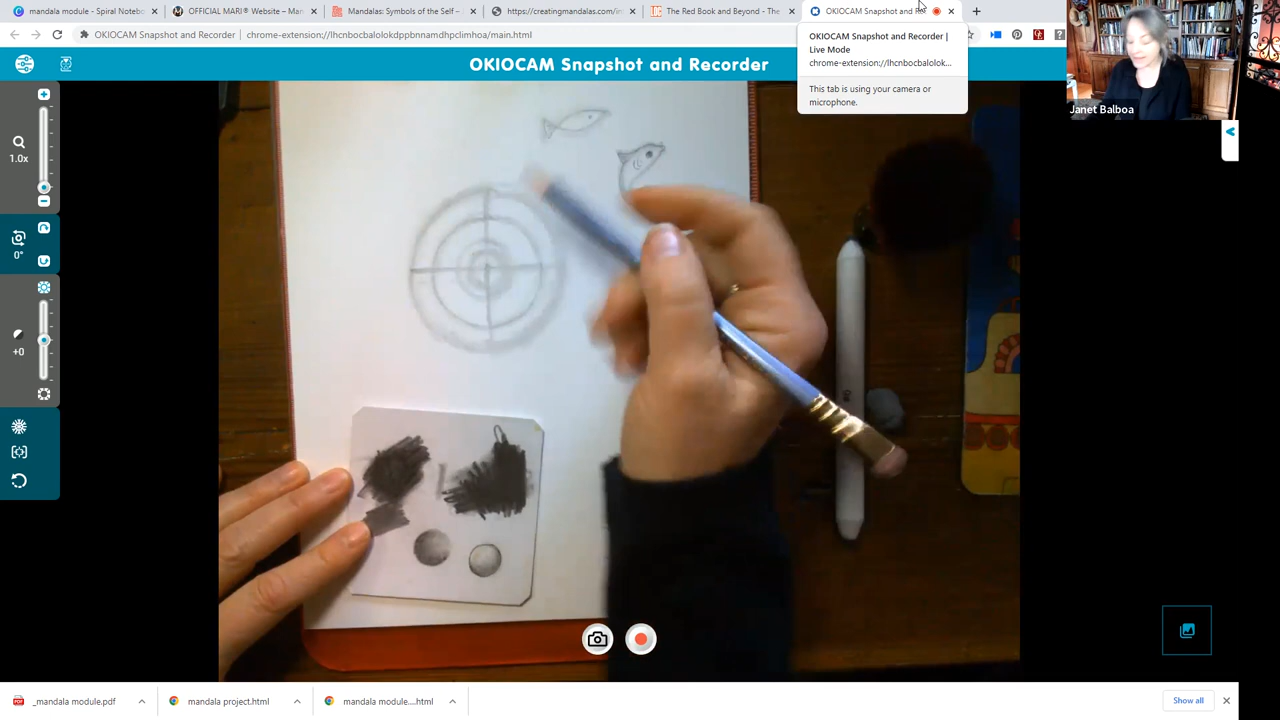 mandala module - Spiral Notebo
OFFICIAL MARI® Website – Man
Mandalas: Symbols of the Self –
https://creatingmandalas.com/in
The Red Book and Beyond - The
OKIOCAM Snapshot and Re
OKIOCAM Snapshot and Recorder | chrome-extension://lhcnbocbalolokdppbnnamdhpclimhoa/main.html
OKIOCAM Snapshot and Recorder |
Live Mode
chrome-extension://lhcnbocbalolok...
This tab is using your camera or
microphone.
OKIOCAM Snapshot and Recorder
Janet Balboa
1.0x
0°
+0
_mandala module.pdf
mandala project.html
mandala module....html
Show all